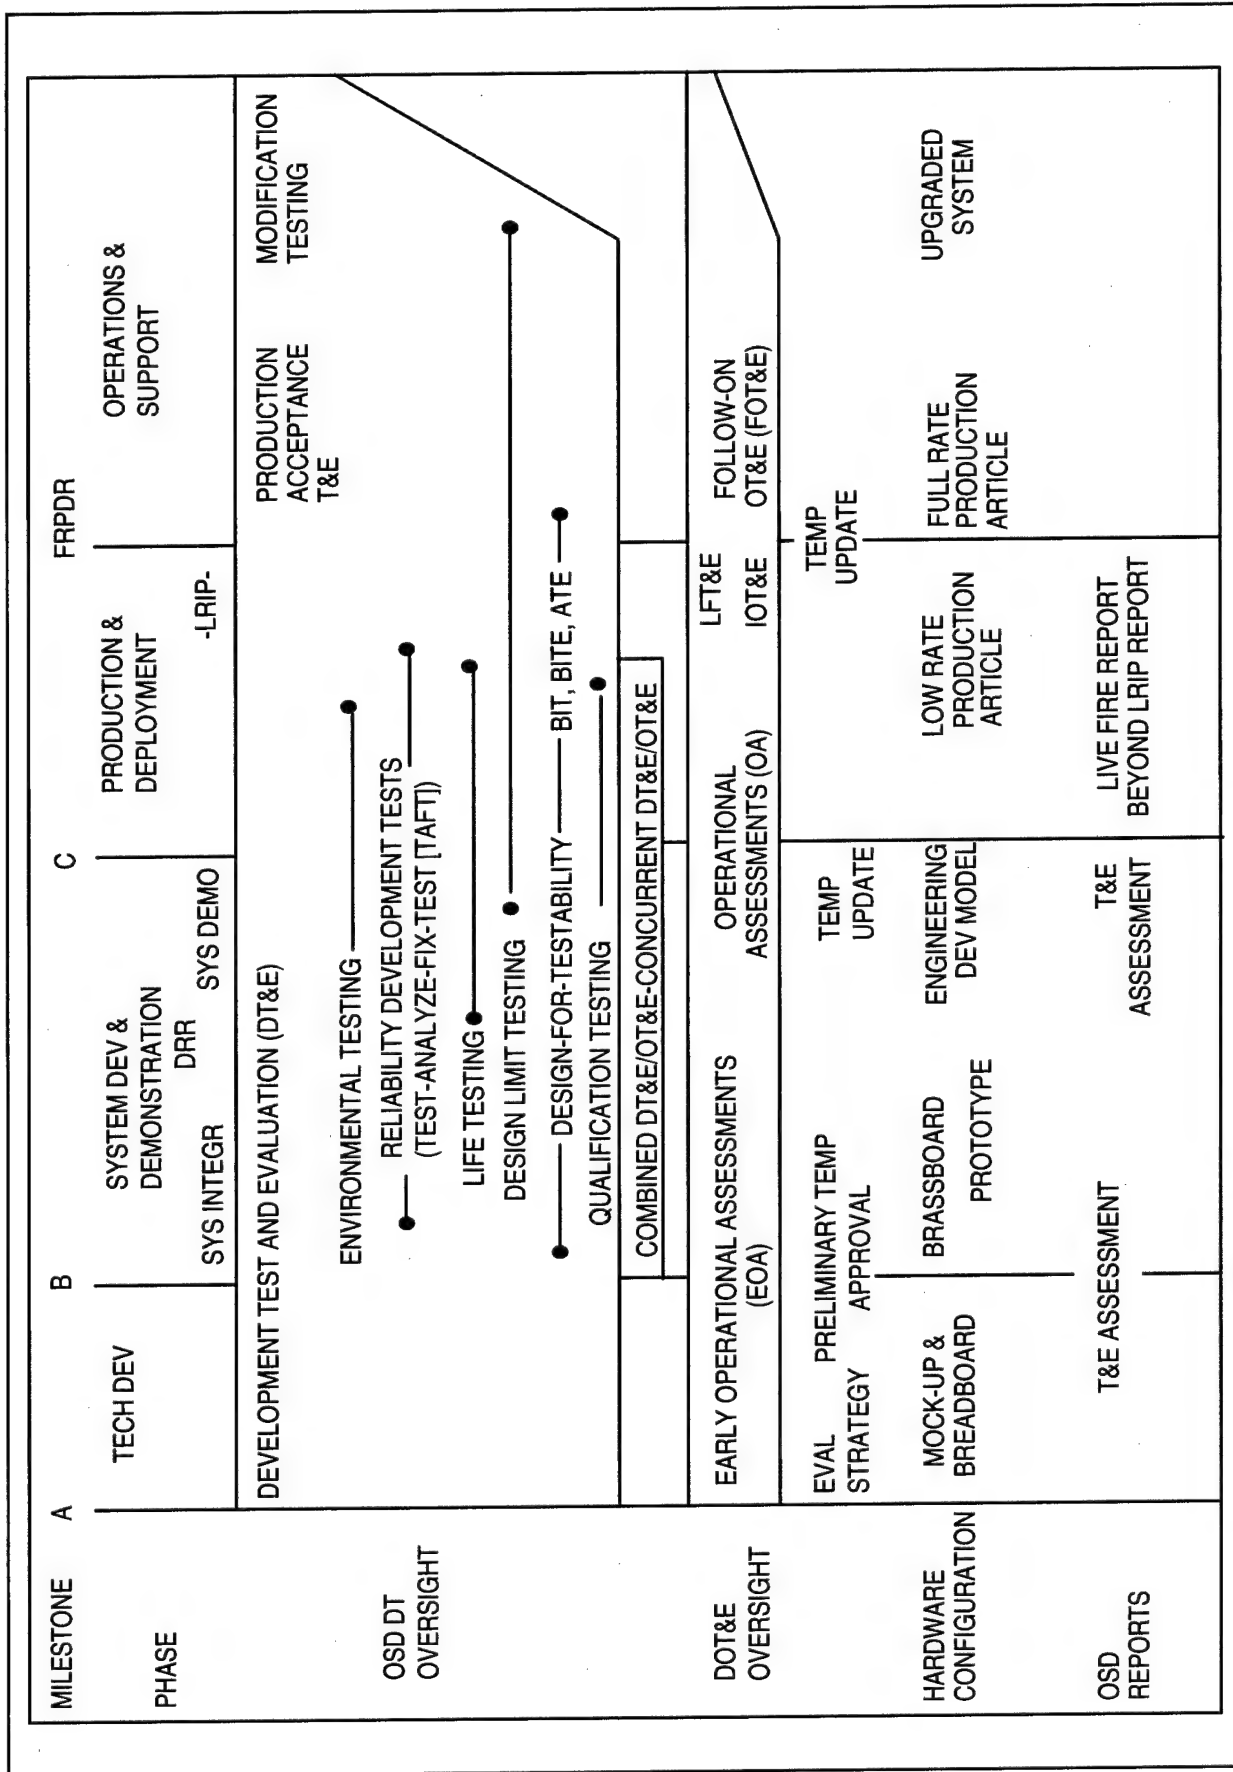 MILESTONE
A
B
C
FRPDR
PHASE
TECH DEV
SYSTEM DEV &
DEMONSTRATION
DRR
SYS INTEGR
SYS DEMO
PRODUCTION &
DEPLOYMENT
-LRIP-
OPERATIONS &
SUPPORT
OSD DT
OVERSIGHT
DEVELOPMENT TEST AND EVALUATION (DT&E)
PRODUCTION
ACCEPTANCE
T&E
MODIFICATION
TESTING
ENVIRONMENTAL TESTING
RELIABILITY DEVELOPMENT TESTS
(TEST-ANALYZE-FIX-TEST [TAFT])
LIFE TESTING
DESIGN LIMIT TESTING
DESIGN-FOR-TESTABILITY
BIT, BITE, ATE
QUALIFICATION TESTING
COMBINED DT&E/OT&E-CONCURRENT DT&E/OT&E
DOT&E
OVERSIGHT
EARLY OPERATIONAL ASSESSMENTS
(EOA)
OPERATIONAL
ASSESSMENTS (OA)
LFT&E
IOT&E
FOLLOW-ON
OT&E (FOT&E)
EVAL
STRATEGY
PRELIMINARY TEMP
APPROVAL
TEMP
UPDATE
TEMP
UPDATE
HARDWARE
CONFIGURATION
MOCK-UP &
BREADBOARD
BRASSBOARD
PROTOTYPE
ENGINEERING
DEV MODEL
LOW RATE
PRODUCTION
ARTICLE
FULL RATE
PRODUCTION
ARTICLE
UPGRADED
SYSTEM
OSD
REPORTS
T&E ASSESSMENT
T&E
ASSESSMENT
LIVE FIRE REPORT
BEYOND LRIP REPORT